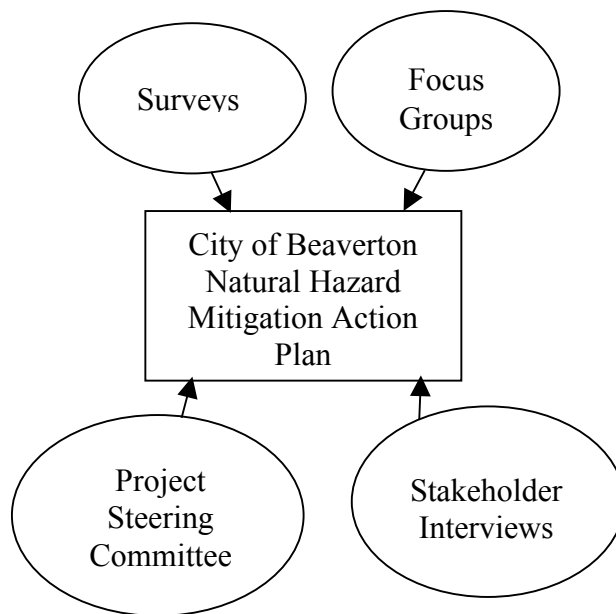 Surveys
Focus
Groups
City of Beaverton
Natural Hazard
Mitigation Action
Plan
Project
Steering
Committee
Stakeholder
Interviews